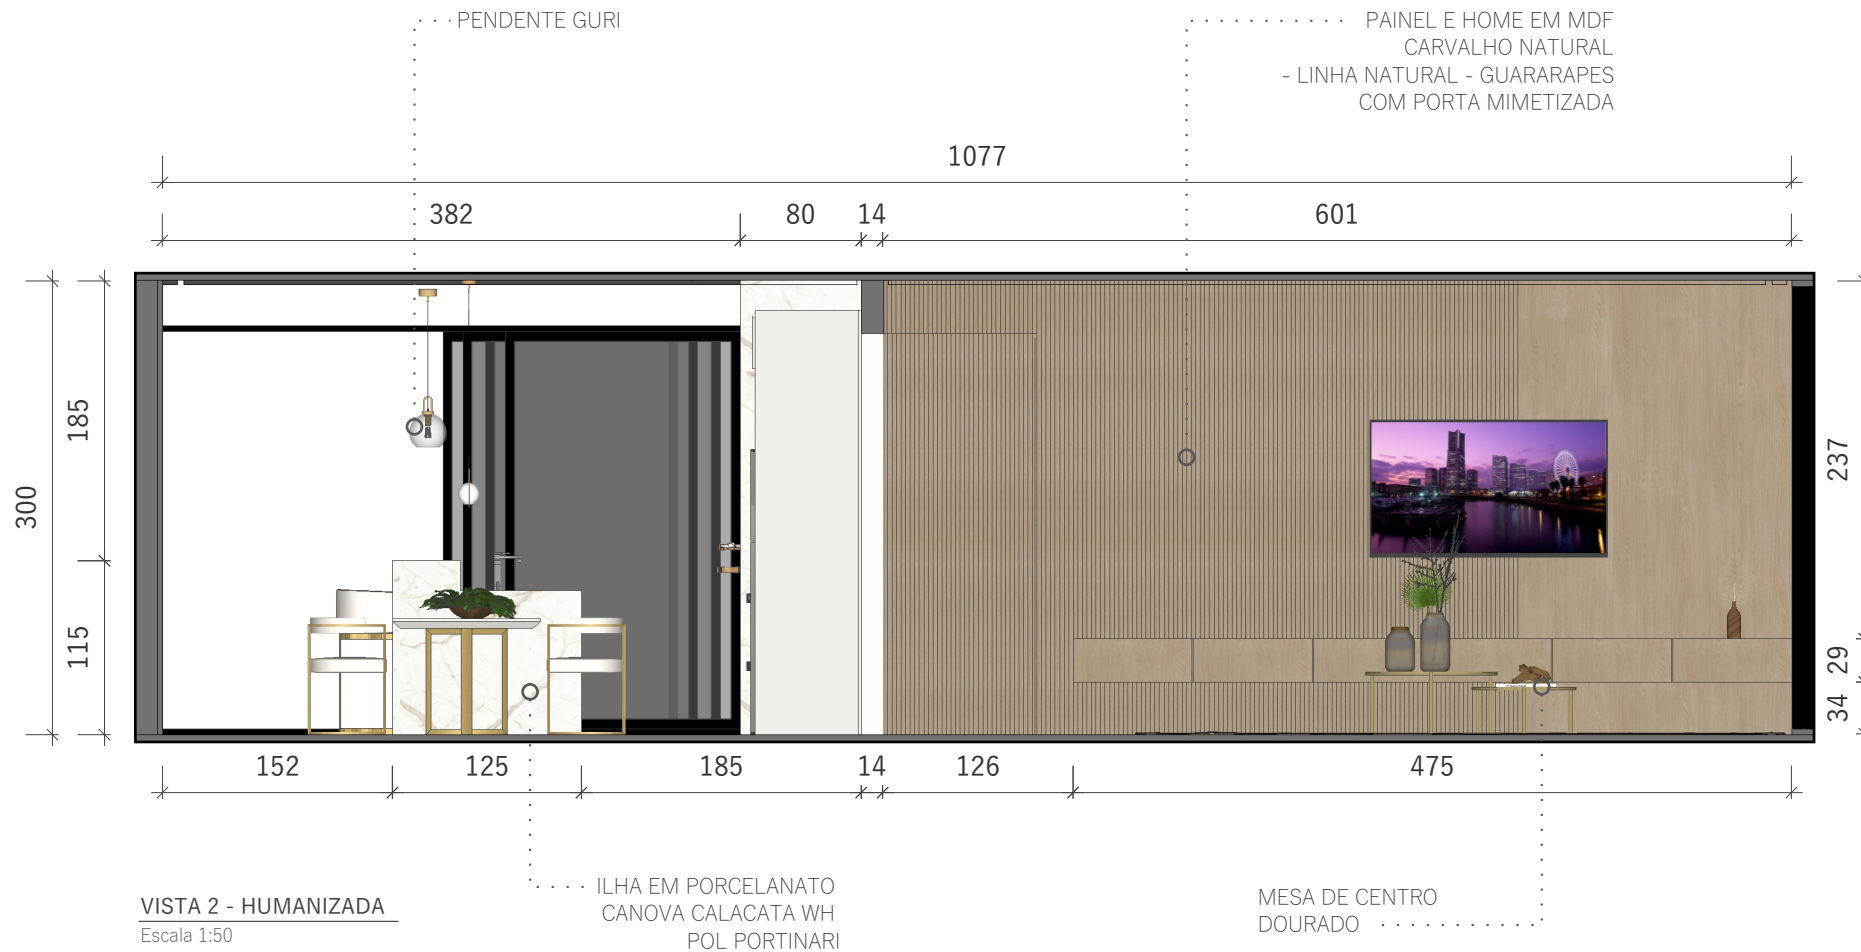 PENDENTE GURI
PAINEL E HOME EM MDF
CARVALHO NATURAL
- LINHA NATURAL - GUARARAPES
COM PORTA MIMETIZADA
1077
382
80
14
601
300
185
115
237
29
34
152
125
185
14
126
475
ILHA EM PORCELANATO
CANOVA CALACATA WH
POL PORTINARI
MESA DE CENTRO
DOURADO
VISTA 2 - HUMANIZADA
Escala 1:50